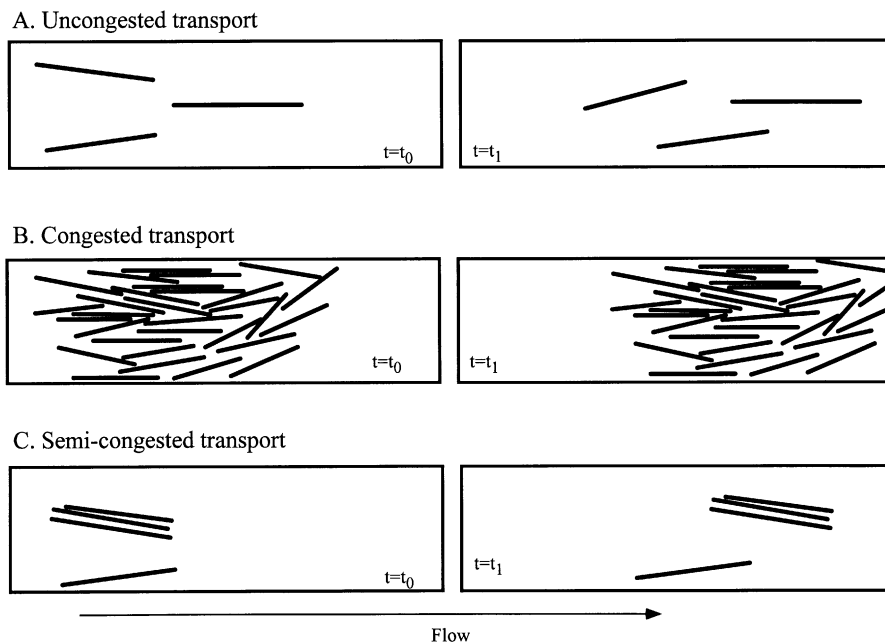 A. Uncongested transport
t=t0
t=t1
B. Congested transport
t=t0
t=t1
C. Semi-congested transport
t=t0
t=t1
Flow